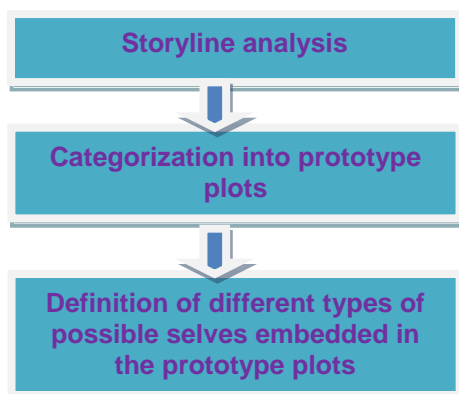 Storyline analysis
Categorization into prototype
plots
Definition of different types of
possible selves embedded in
the prototype plots